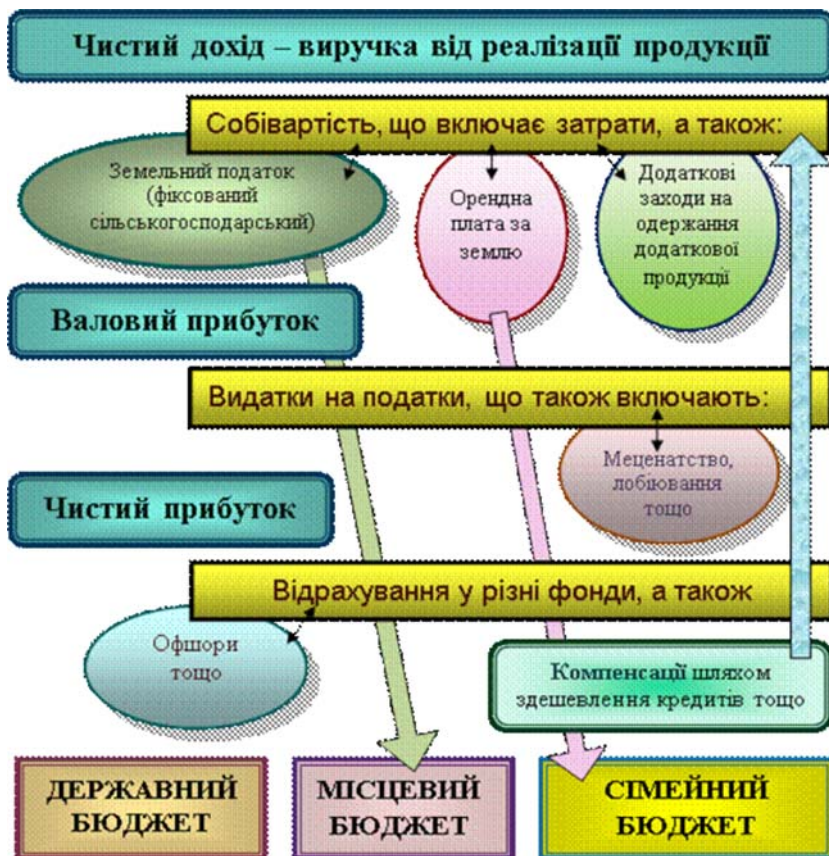 Чистий дохід – виручка від реалізації продукції
Собівартість, що включає затрати, а також:
Земельний податок
(фіксований
сільськогосподарський)
Орендна
плата за
землю
Додаткові
заходи на
одержання
додаткової
продукції
Валовий прибуток
Видатки на податки, що також включають:
Меценатство,
лобіювання
тощо
Чистий прибуток
Відрахування у різні фонди, а також
Офшори
тощо
Компенсації шляхом
здешевлення кредитів тощо
ДЕРЖАВНИЙ
БЮДЖЕТ
МІСЦЕВИЙ
БЮДЖЕТ
СІМЕЙНИЙ
БЮДЖЕТ